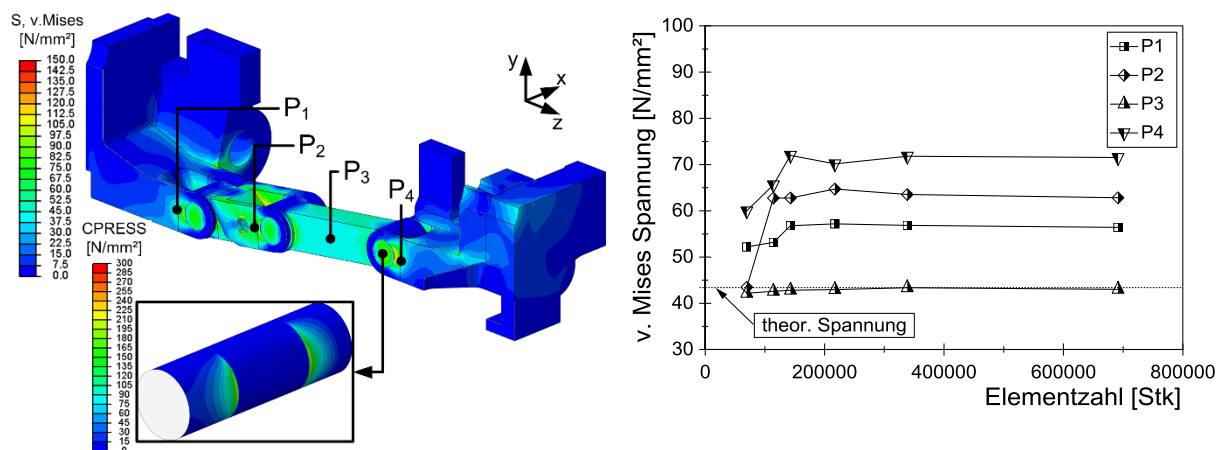 S, v.Mises
[N/mm²]
150.0
142.5
135.0
127.5
120.0
112.5
105.0
97.5
90.0
82.5
75.0
67.5
60.0
52.5
45.0
37.5
30.0
22.5
15.0
7.5
0.0
P1
P2
P3
P4
y
x
z
CPRESS
[N/mm²]
300
285
270
255
240
225
210
195
180
165
150
135
120
105
90
75
60
45
30
15
0
v. Mises Spannung [N/mm²]
100
90
80
70
60
50
40
30
P1
P2
P3
P4
theor. Spannung
0 200000 400000 600000 800000
Elementzahl [Stk]